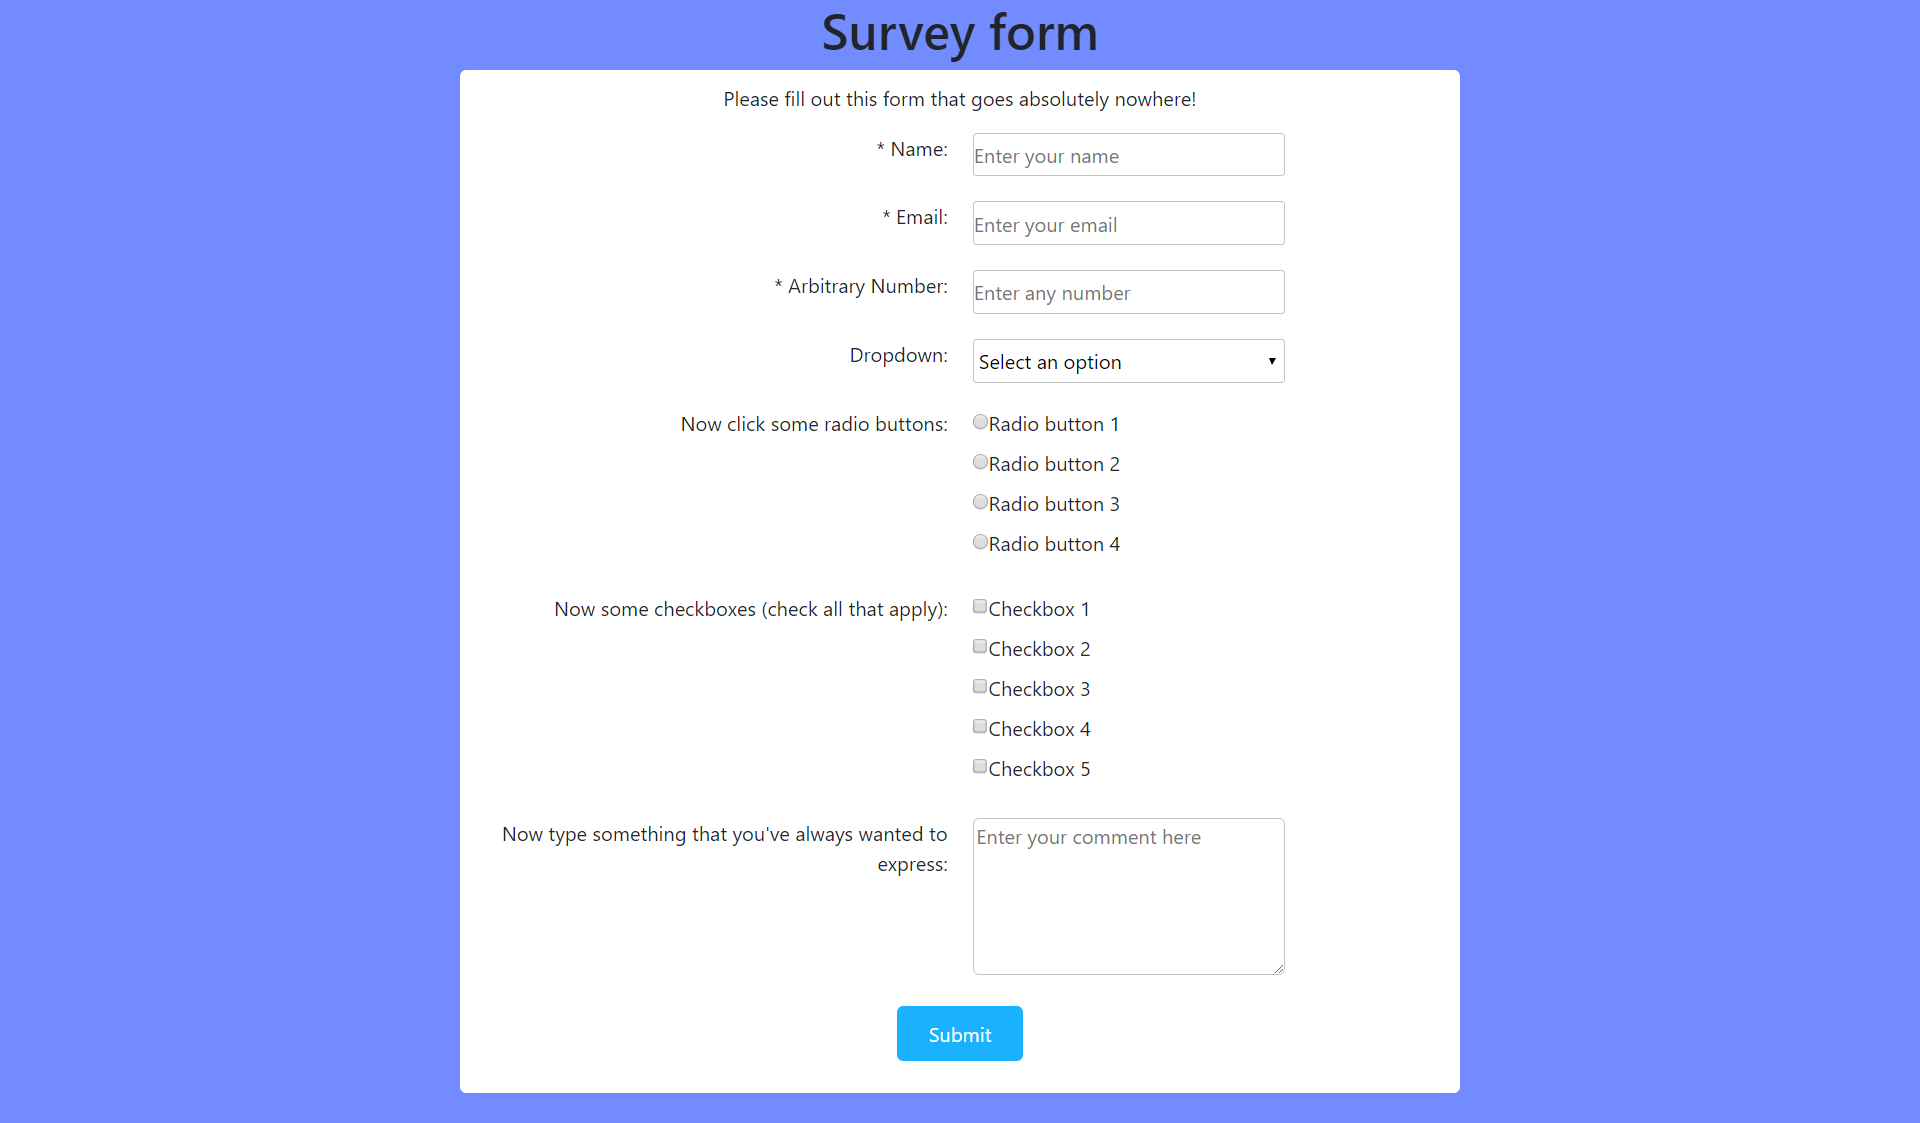 Survey form
Please fill out this form that goes absolutely nowhere!
* Name:
Enter your name
* Email:
Enter your email
* Arbitrary Number:
Enter any number
Dropdown:
Select an option
Now click some radio buttons:
Radio button 1
Radio button 2
Radio button 3
Radio button 4
Now some checkboxes (check all that apply):
Checkbox 1
Checkbox 2
Checkbox 3
Checkbox 4
Checkbox 5
Now type something that you've always wanted to
express:
Enter your comment here
Submit